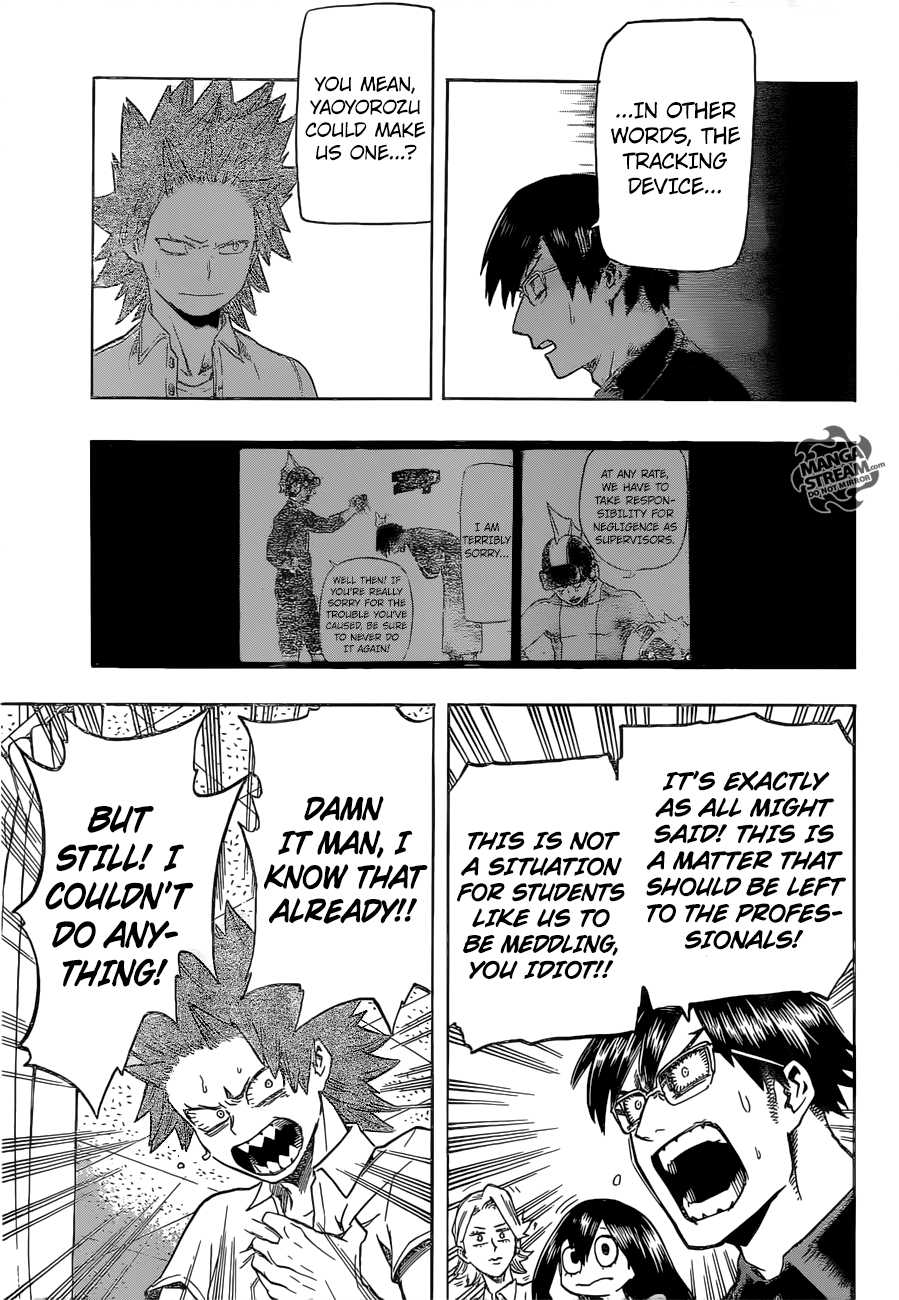 ...IN OTHER
WORDS, THE
TRACKING
DEVICE...
YOU MEAN,
YAOYOROZU
COULD MAKE
US ONE...?
AT ANY RATE,
WE HAVE TO
TAKE RESPON-
SIBILITY FOR
NEGLIGENCE AS
SUPERVISORS.
I AM
TERRIBLY
SORRY...
WELL THEN! IF
YOU'RE REALLY
SORRY FOR THE
TROUBLE YOU'VE
CAUSED, BE SURE
TO NEVER DO
IT AGAIN!
MANGA
STREAM.com
DO NOT MIRROR
IT'S EXACTLY
AS ALL MIGHT
SAID! THIS IS
A MATTER THAT
SHOULD BE LEFT
TO THE PROFES-
SIONALS!
THIS IS NOT
A SITUATION
FOR STUDENTS
LIKE US TO
BE MEDDLING,
YOU IDIOT!!
DAMN
IT MAN, I
KNOW THAT
ALREADY!!
BUT
STILL! I
COULDN'T
DO ANY-
THING!